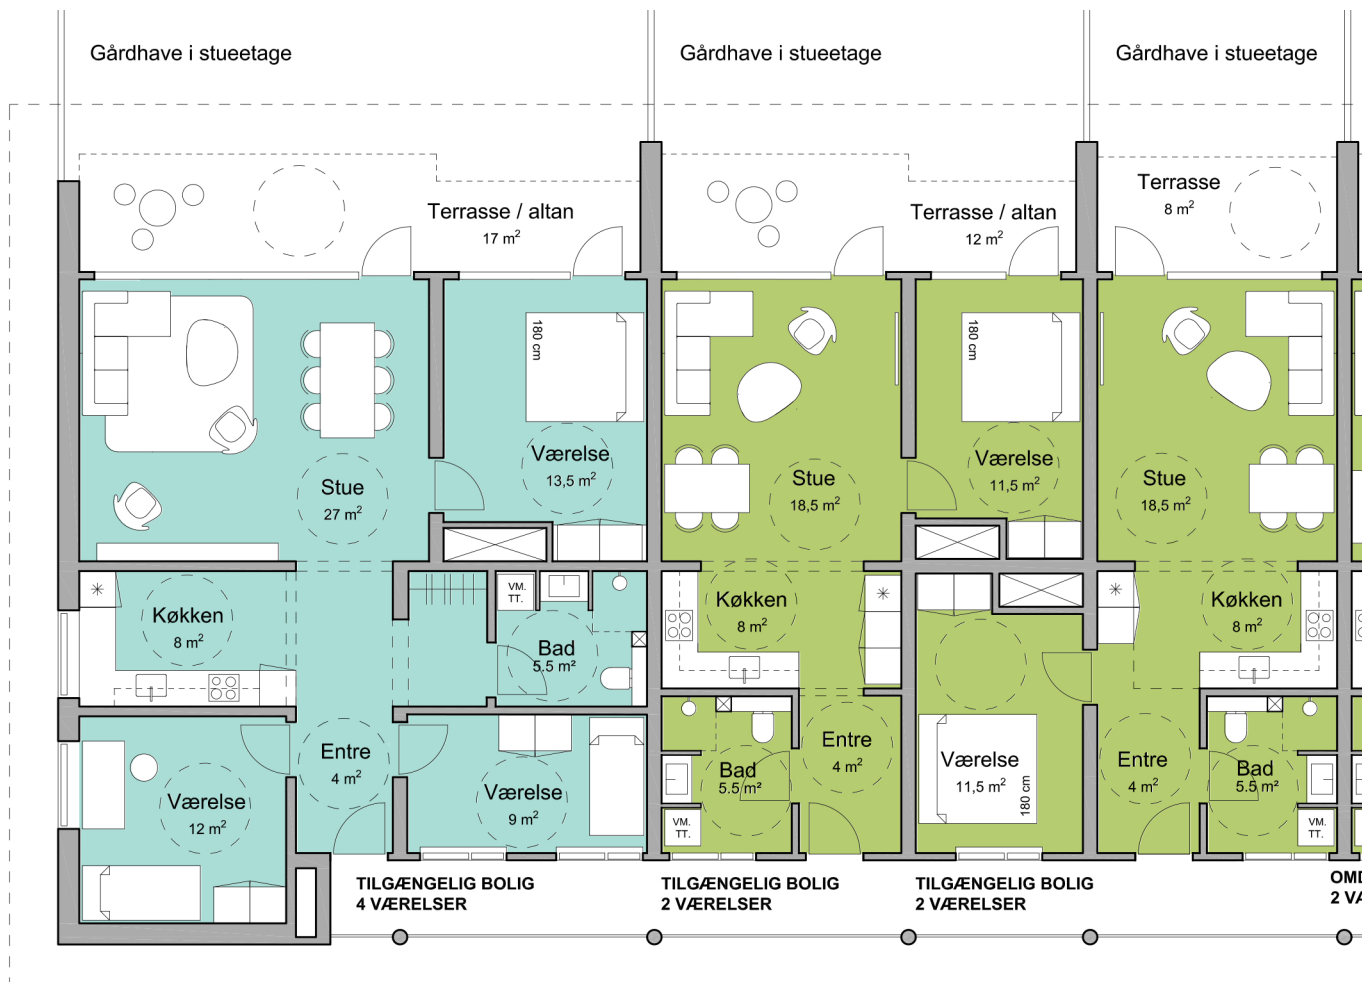 Gårdhave i stueetage
Gårdhave i stueetage
Gårdhave i stueetage
Terrasse / altan
17 m²
Terrasse / altan
12 m²
Terrasse
8 m²
180 cm
Værelse
13,5 m²
Stue
27 m²
180 cm
Værelse
11,5 m²
Stue
18,5 m²
Stue
18,5 m²
Køkken
8 m²
VM.
TT.
Bad
5.5 m²
Køkken
8 m²
Køkken
8 m²
Entre
4 m²
Værelse
12 m²
Værelse
9 m²
Bad
5.5 m²
VM.
TT.
Entre
4 m²
Værelse
11,5 m²
180 cm
Entre
4 m²
Bad
5.5 m²
VM.
TT.
TILGÆNGELIG BOLIG
4 VÆRELSER
TILGÆNGELIG BOLIG
2 VÆRELSER
TILGÆNGELIG BOLIG
2 VÆRELSER